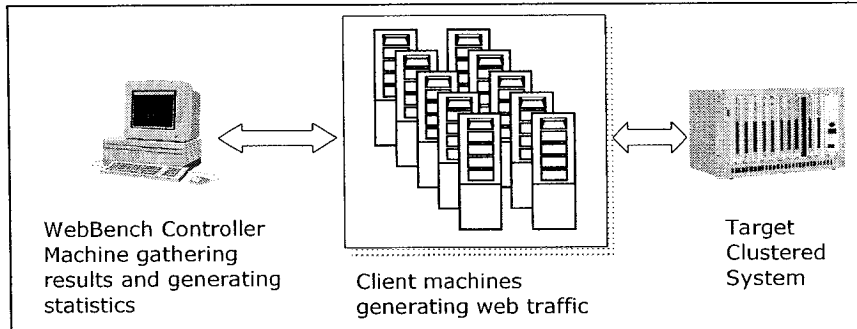 WebBench Controller
Machine gathering
results and generating
statistics
Client machines
generating web traffic
Target
Clustered
System